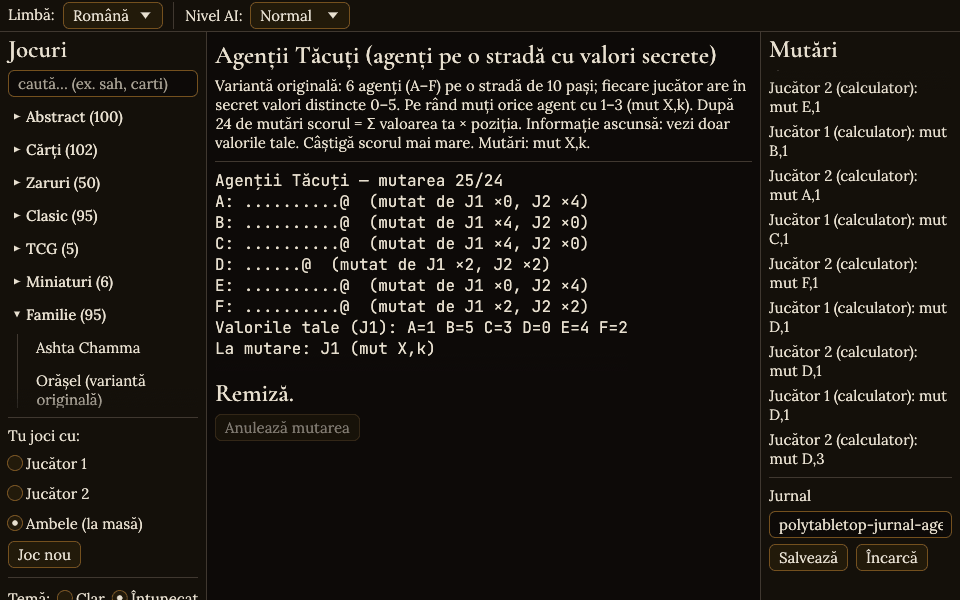 Limbă: Română ▼ Nivel AI: Normal ▼
Jocuri
caută... (ex. sah, carti)
▸ Abstract (100)
▸ Cărți (102)
▸ Zaruri (50)
▸ Clasic (95)
▸ TCG (5)
▸ Miniaturi (6)
▾ Familie (95)
Ashta Chamma
Orășel (variantă
originală)
Tu joci cu:
Jucător 1
Jucător 2
Ambele (la masă)
Joc nou
Temă: Clar Întunecat
Agenții Tăcuți (agenți pe o stradă cu valori secrete)
Variantă originală: 6 agenți (A–F) pe o stradă de 10 pași; fiecare jucător are în
secret valori distincte 0–5. Pe rând muți orice agent cu 1–3 (mut X,k). După
24 de mutări scorul = Σ valoarea ta × poziția. Informație ascunsă: vezi doar
valorile tale. Câștigă scorul mai mare. Mutări: mut X,k.
Agenții Tăcuți — mutarea 25/24
A: ..........@ (mutat de J1 ×0, J2 ×4)
B: ..........@ (mutat de J1 ×4, J2 ×0)
C: ..........@ (mutat de J1 ×4, J2 ×0)
D: ......@ (mutat de J1 ×2, J2 ×2)
E: ..........@ (mutat de J1 ×0, J2 ×4)
F: ..........@ (mutat de J1 ×2, J2 ×2)
Valorile tale (J1): A=1 B=5 C=3 D=0 E=4 F=2
La mutare: J1 (mut X,k)
Remiză.
Anulează mutarea
Mutări
Jucător 2 (calculator):
mut E,1
Jucător 1 (calculator): mut
B,1
Jucător 2 (calculator):
mut A,1
Jucător 1 (calculator): mut
C,1
Jucător 2 (calculator):
mut F,1
Jucător 1 (calculator): mut
D,1
Jucător 2 (calculator):
mut D,1
Jucător 1 (calculator): mut
D,1
Jucător 2 (calculator):
mut D,3
Jurnal
polytabletop-jurnal-age
Salvează Încarcă